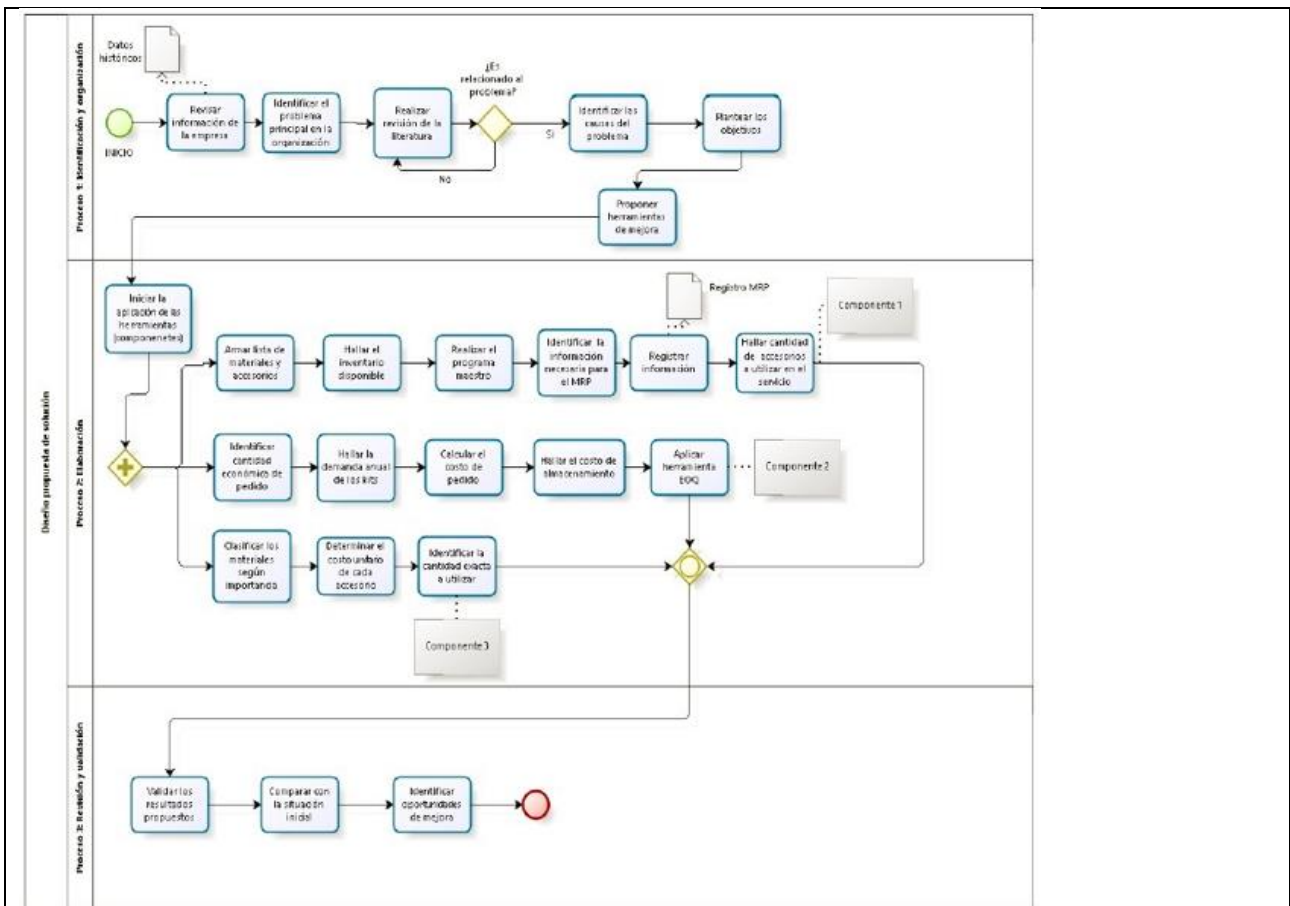 Diseño propuesta de solución
Proceso 1: Identificación y organización
Datos
históricos
INICIO
Revisar
información de
la empresa
Identificar el
problema
principal en la
organización
Realizar
revisión de la
literatura
¿Es
relacionado al
problema?
Si
No
Identificar las
causas del
problema
Plantear los
objetivos
Proponer
herramientas
de mejora
Proceso 2: Elaboración
Iniciar la
aplicación de las
herramientas
(componenetes)
Armar lista de
materiales y
accesorios
Hallar el
inventario
disponible
Realizar el
programa
maestro
Identificar la
información
necesaria para
el MRP
Registro MRP
Registrar
información
Hallar cantidad
de accesorios
a utilizar en el
servicio
Componente 1
Identificar
cantidad
económica de
pedido
Hallar la
demanda anual
de los kits
Calcular el
costo de
pedido
Hallar el costo de
almacenamiento
Aplicar
herramienta
EOQ
Componente 2
Clasificar los
materiales
según
importancia
Determinar el
costo unitario
de cada
accesorio
Identificar la
cantidad exacta
a utilizar
Componente 3
Proceso 3: Revisión y validación
Validar los
resultados
propuestos
Comparar con
la situación
inicial
Identificar
oportunidades
de mejora